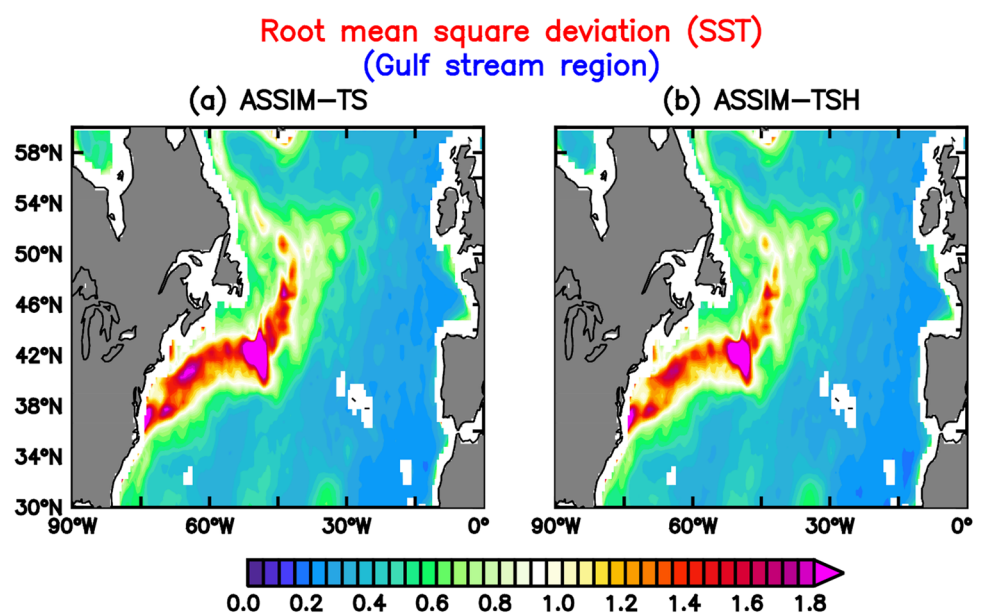 Root mean square deviation (SST)
(Gulf stream region)
(a) ASSIM-TS
(b) ASSIM-TSH
58°N
54°N
50°N
46°N
42°N
38°N
34°N
30°N
90°W 60°W 30°W 0°
90°W 60°W 30°W 0°
0.0 0.2 0.4 0.6 0.8 1.0 1.2 1.4 1.6 1.8